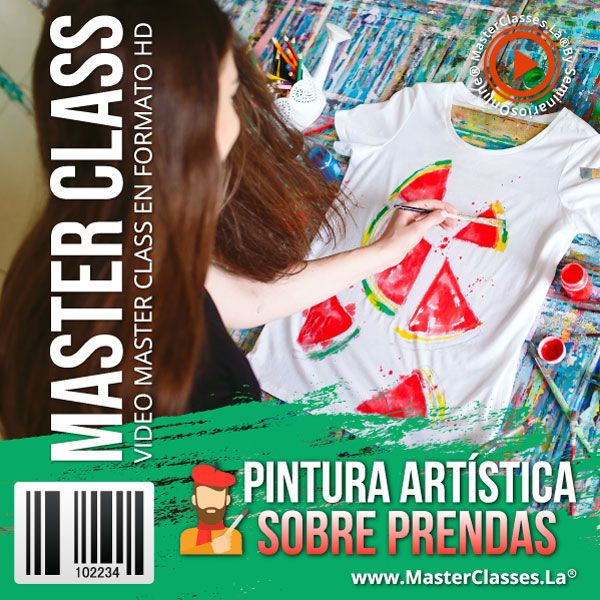 MASTER CLASS
VIDEO MASTER CLASS EN FORMATO HD
MasterClasses.La® By SeminariosOnline®
PINTURA ARTÍSTICA
SOBRE PRENDAS
102234
www.MasterClasses.La®